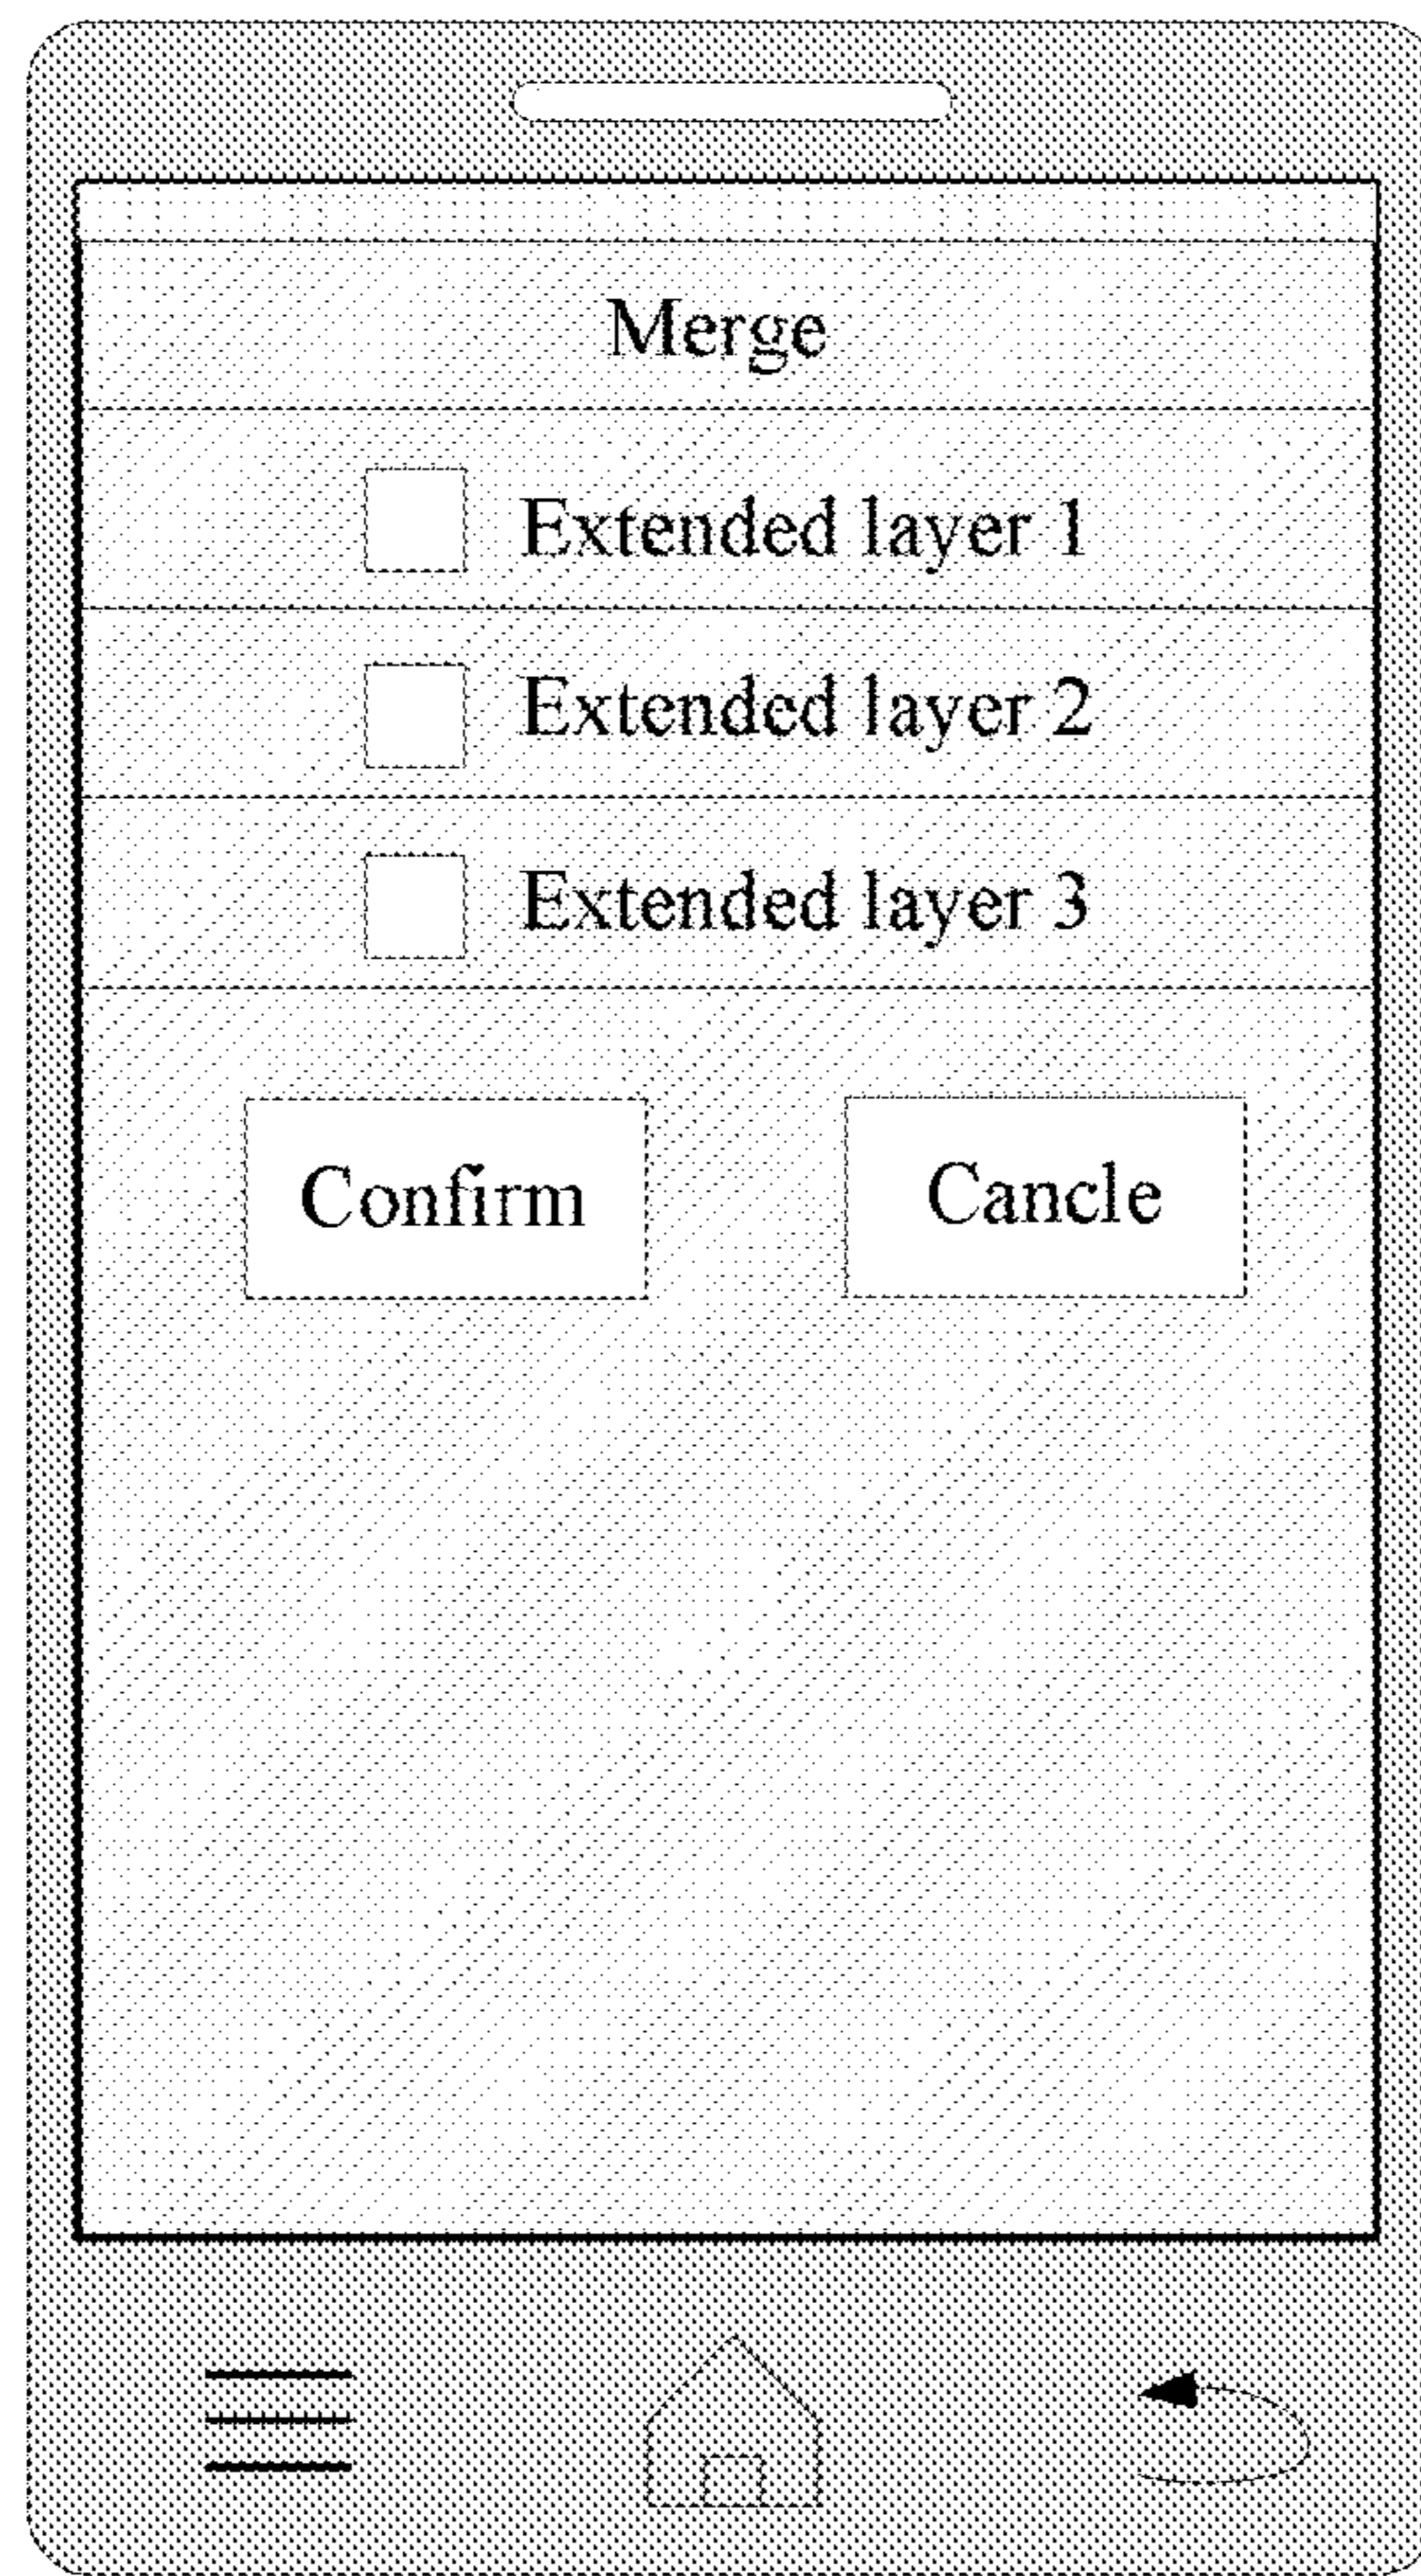 Merge
Extended layer 1
Extended layer 2
Extended layer 3
Confirm
Cancle